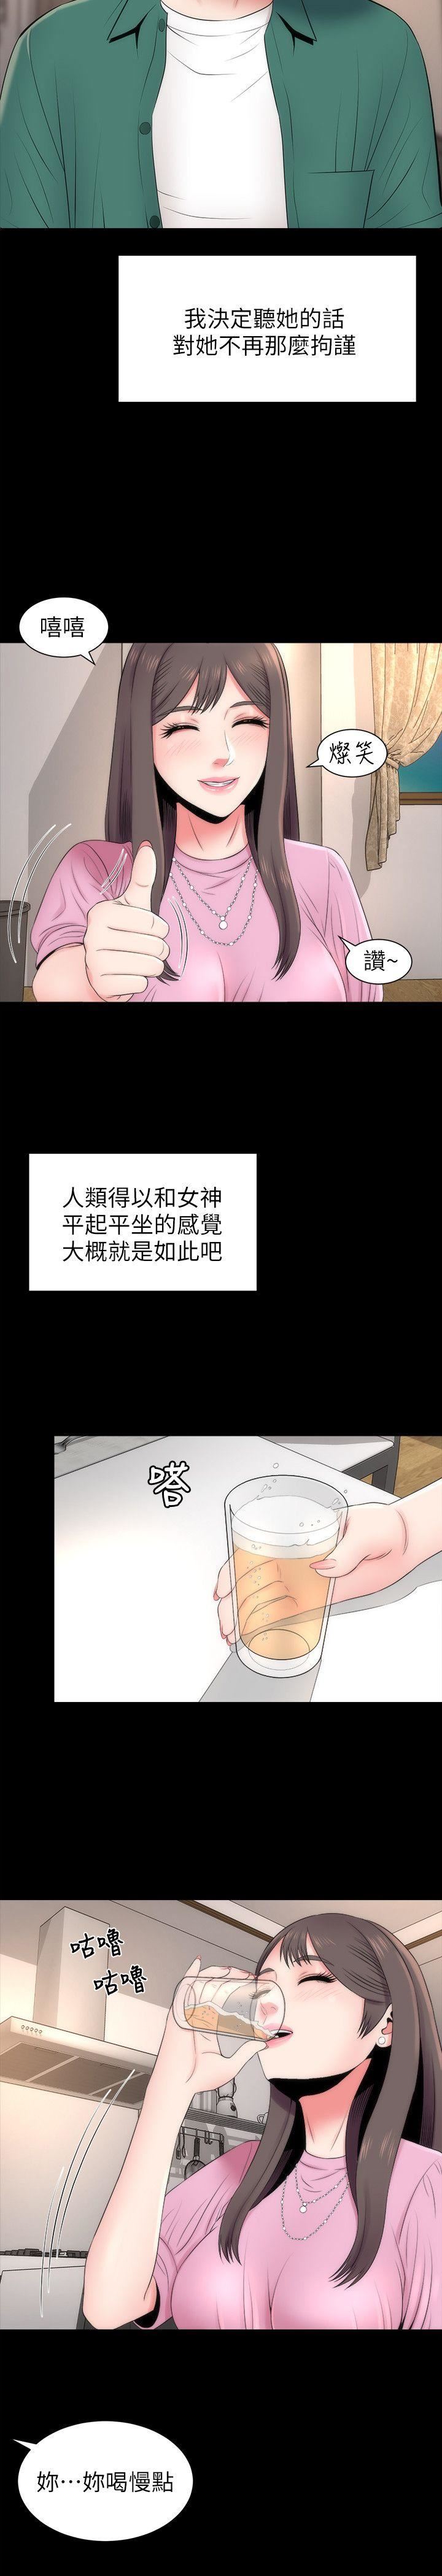 我決定聽她的話
對她不再那麼拘謹
嘻嘻
燦笑
讚~
人類得以和女神
平起平坐的感覺
大概就是如此吧
嗒
咕嚕
咕嚕
妳⋯妳喝慢點